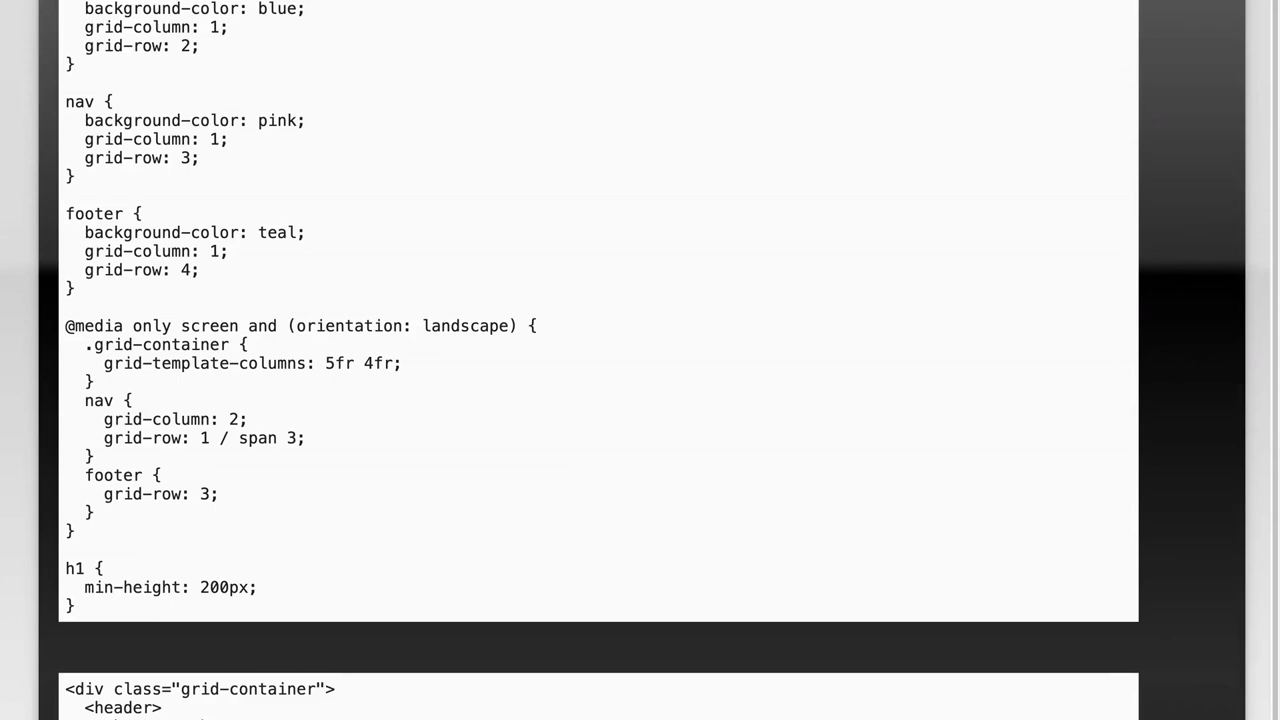 background-color: blue;
grid-column: 1;
grid-row: 2;
}
nav {
background-color: pink;
grid-column: 1;
grid-row: 3;
}
footer {
background-color: teal;
grid-column: 1;
grid-row: 4;
}
@media only screen and (orientation: landscape) {
.grid-container {
grid-template-columns: 5fr 4fr;
}
nav {
grid-column: 2;
grid-row: 1 / span 3;
}
footer {
grid-row: 3;
}
}
h1 {
min-height: 200px;
}
<div class="grid-container">
<header>